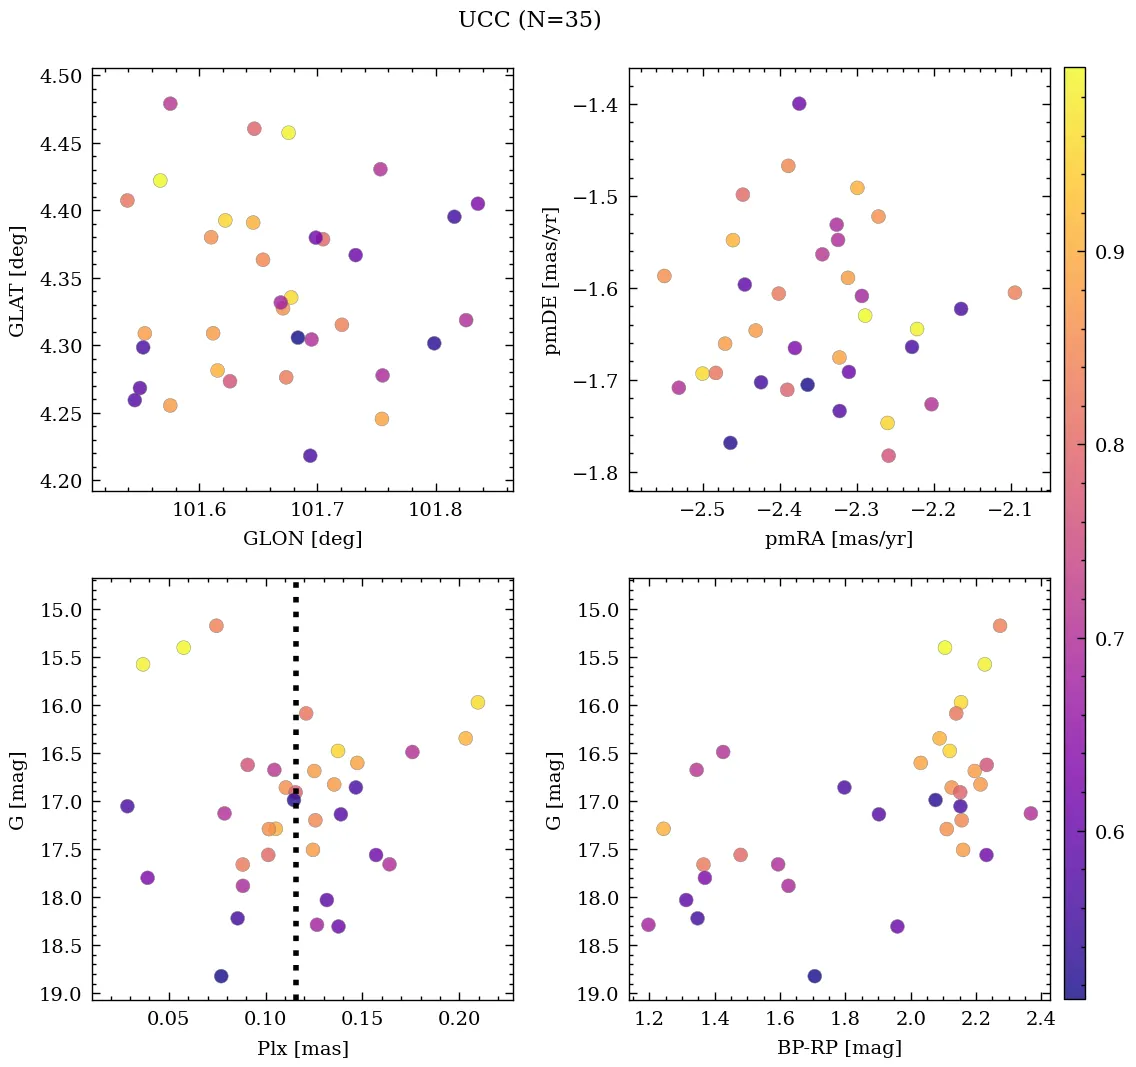 UCC (N=35)
4.50
4.45
4.40
4.35
4.30
4.25
4.20
GLAT [deg]
101.6 101.7 101.8
GLON [deg]
−1.4
−1.5
−1.6
−1.7
−1.8
pmDE [mas/yr]
−2.5 −2.4 −2.3 −2.2 −2.1
pmRA [mas/yr]
15.0
15.5
16.0
16.5
17.0
17.5
18.0
18.5
19.0
G [mag]
0.05 0.10 0.15 0.20
Plx [mas]
15.0
15.5
16.0
16.5
17.0
17.5
18.0
18.5
19.0
G [mag]
1.2 1.4 1.6 1.8 2.0 2.2 2.4
BP-RP [mag]
0.9
0.8
0.7
0.6